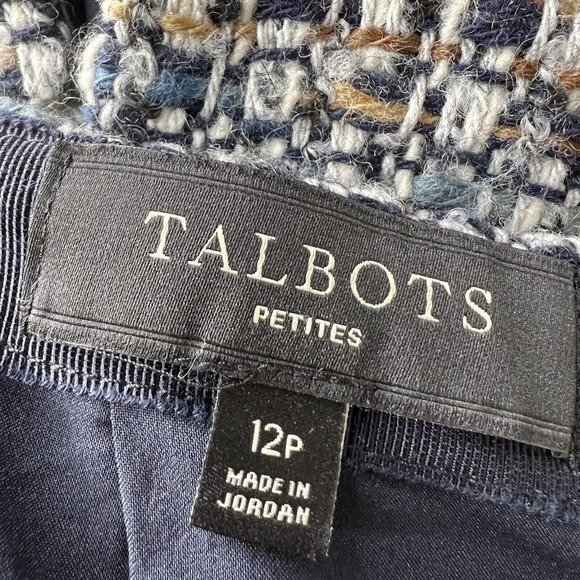 TALBOTS
PETITES
12P
MADE IN
JORDAN